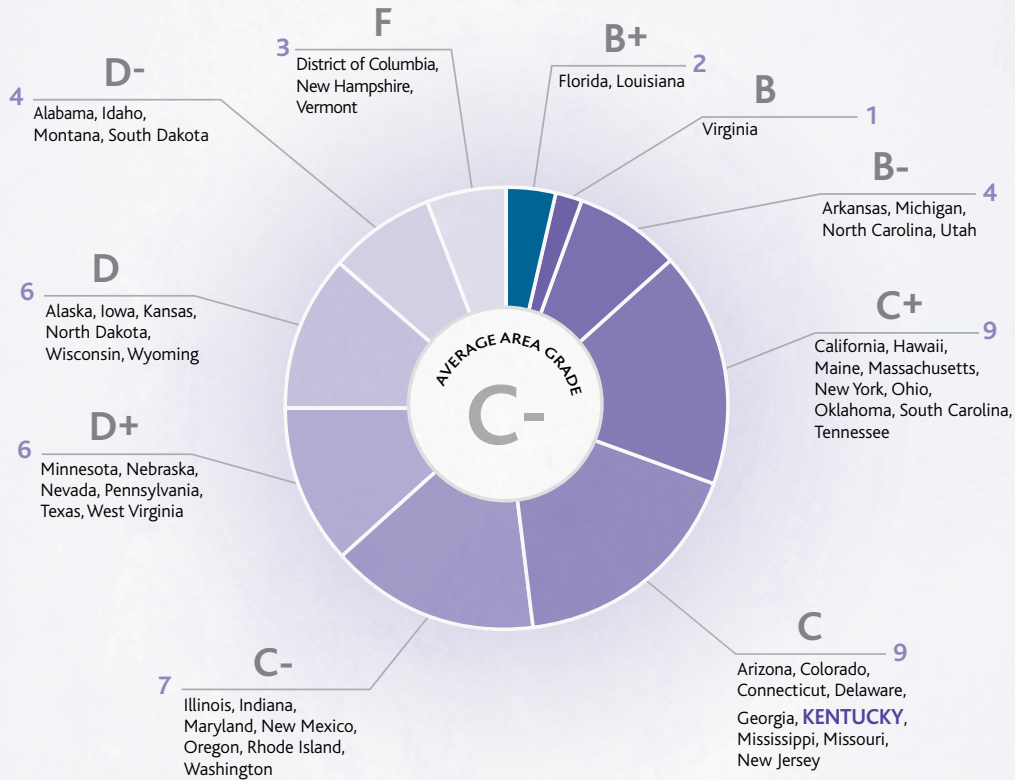 F
3
District of Columbia,
New Hampshire,
Vermont
B+
2
Florida, Louisiana
B
1
Virginia
B-
4
Arkansas, Michigan,
North Carolina, Utah
C+
9
California, Hawaii,
Maine, Massachusetts,
New York, Ohio,
Oklahoma, South Carolina,
Tennessee
C
9
Arizona, Colorado,
Connecticut, Delaware,
Georgia, KENTUCKY,
Mississippi, Missouri,
New Jersey
C-
7
Illinois, Indiana,
Maryland, New Mexico,
Oregon, Rhode Island,
Washington
D+
6
Minnesota, Nebraska,
Nevada, Pennsylvania,
Texas, West Virginia
D
6
Alaska, Iowa, Kansas,
North Dakota,
Wisconsin, Wyoming
D-
4
Alabama, Idaho,
Montana, South Dakota
AVERAGE AREA GRADE
C-